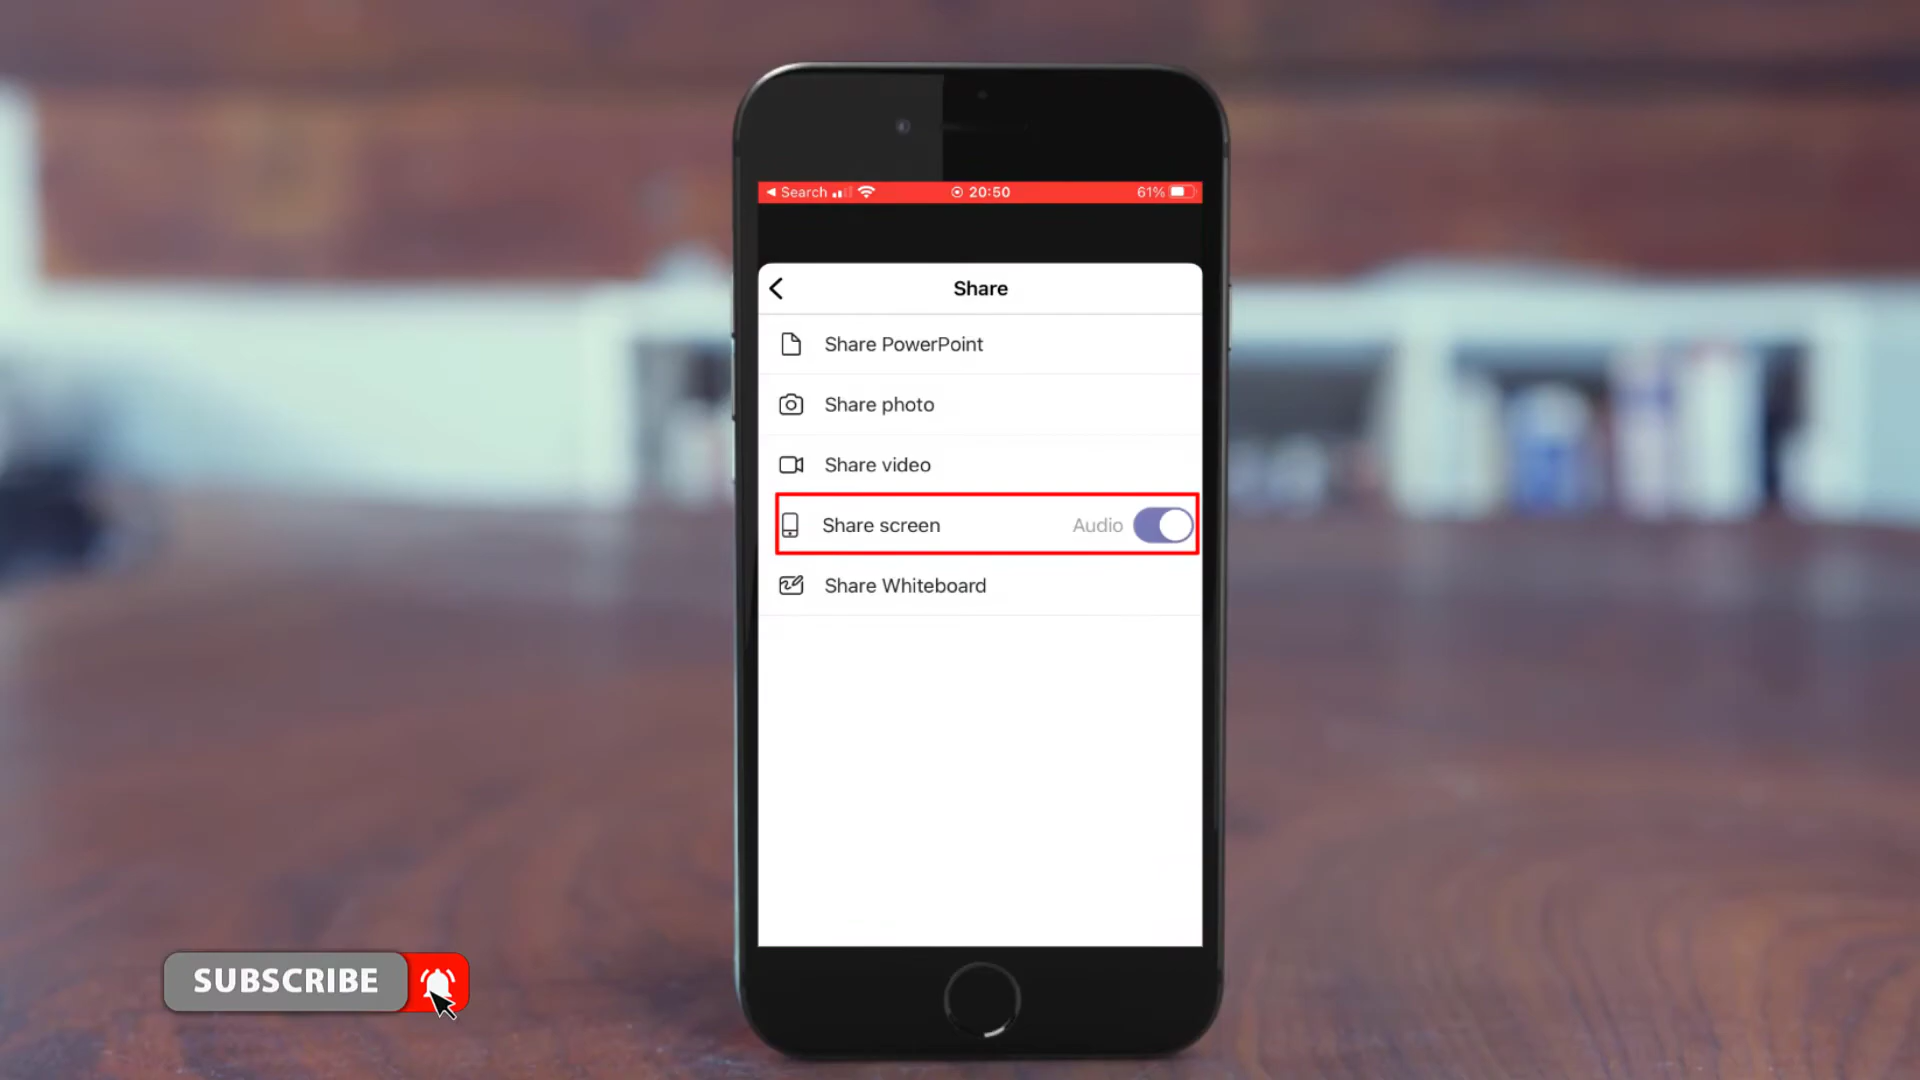 Search
20:50
61%
Share
Share PowerPoint
Share photo
Share video
Share screen Audio
Share Whiteboard
SUBSCRIBE